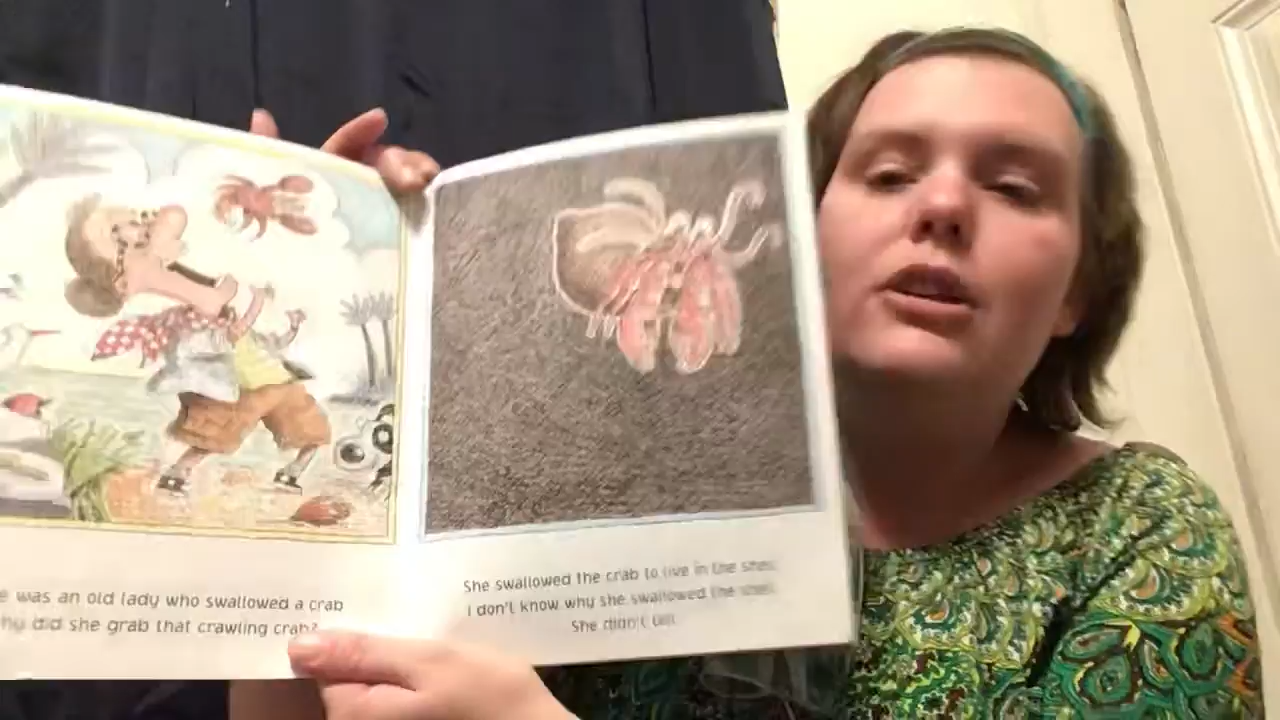 was an old lady who swallowed a crab
did she grab that crawling crab?
She swallowed the crab to live in the shell.
I don't know why she swallowed the shell.
She didn't tell.